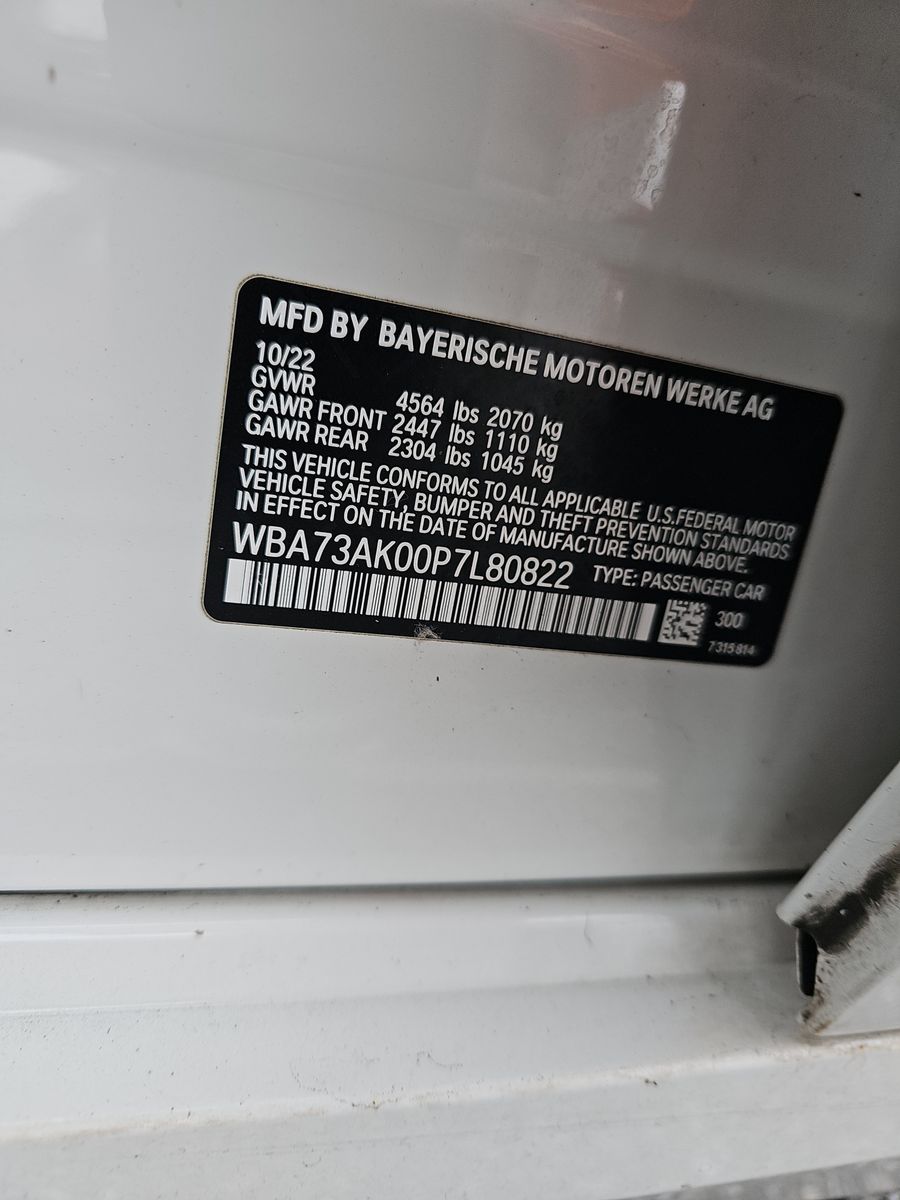 MFD BY BAYERISCHE MOTOREN WERKE AG
10/22
GVWR 4564 lbs 2070 kg
GAWR FRONT 2447 lbs 1110 kg
GAWR REAR 2304 lbs 1045 kg
THIS VEHICLE CONFORMS TO ALL APPLICABLE U.S.FEDERAL MOTOR
VEHICLE SAFETY, BUMPER AND THEFT PREVENTION STANDARDS
IN EFFECT ON THE DATE OF MANUFACTURE SHOWN ABOVE.
WBA73AK00P7L80822 TYPE: PASSENGER CAR
300
7315814